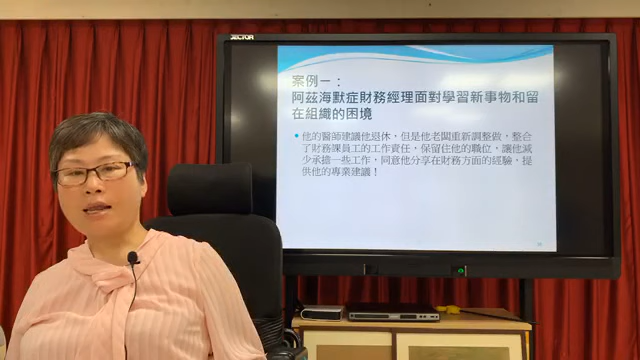 VECTOR
案例一：
阿茲海默症財務經理面對學習新事物和留
在組織的困境
• 他的醫師建議他退休、但是他老闆重新調整做，整合
了財務課員工的工作責任，保留住他的職位，讓他減
少承擔一些工作，同意他分享在財務方面的經驗，提
供他的專業建議！